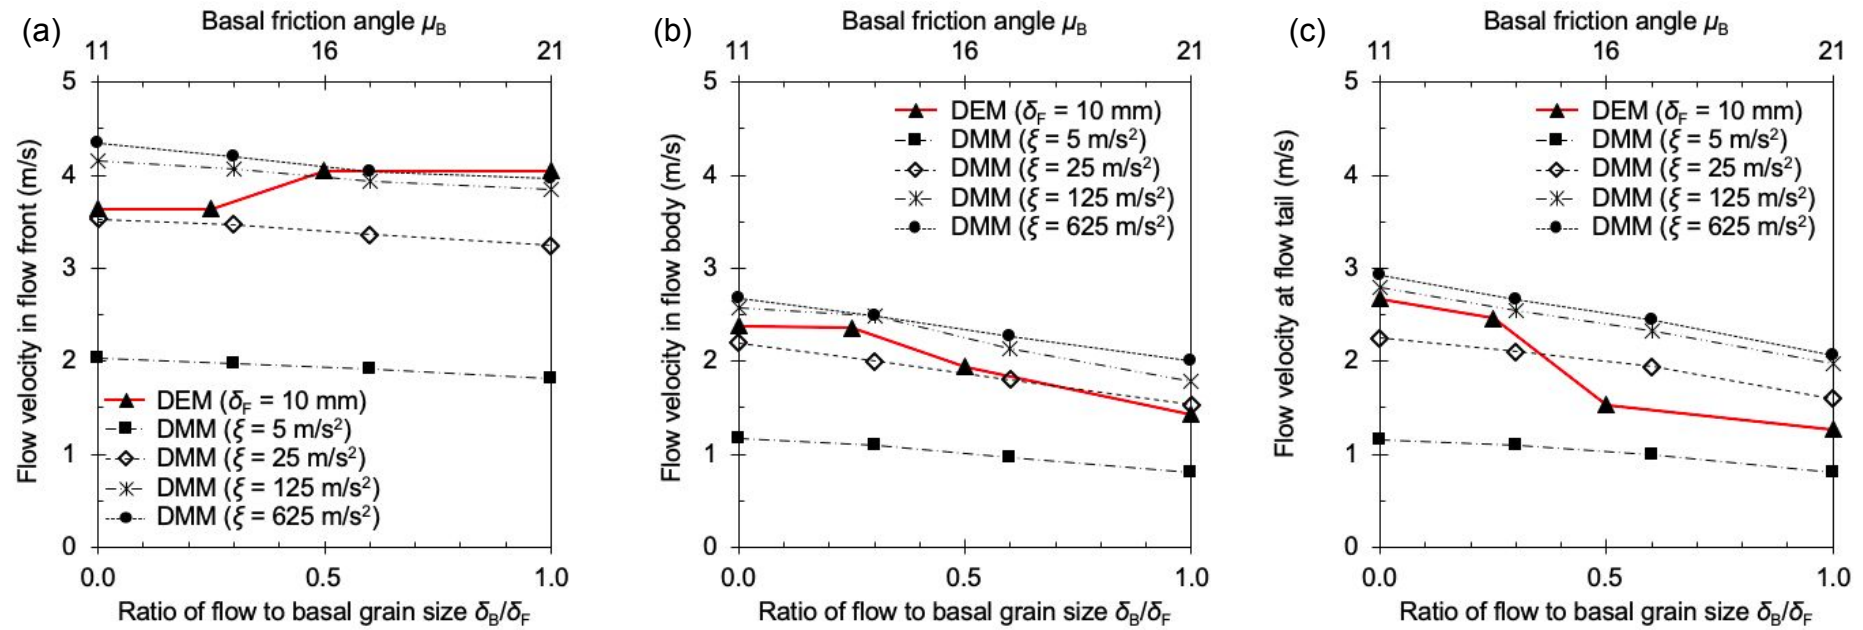 (a)
Basal friction angle μB
11 16 21
Flow velocity in flow front (m/s)
5
4
3
2
1
0
DEM (δF = 10 mm)
DMM (ξ = 5 m/s²)
DMM (ξ = 25 m/s²)
DMM (ξ = 125 m/s²)
DMM (ξ = 625 m/s²)
0.0 0.5 1.0
Ratio of flow to basal grain size δB/δF
(b)
Basal friction angle μB
11 16 21
Flow velocity in flow body (m/s)
5
4
3
2
1
0
DEM (δF = 10 mm)
DMM (ξ = 5 m/s²)
DMM (ξ = 25 m/s²)
DMM (ξ = 125 m/s²)
DMM (ξ = 625 m/s²)
0.0 0.5 1.0
Ratio of flow to basal grain size δB/δF
(c)
Basal friction angle μB
11 16 21
Flow velocity at flow tail (m/s)
5
4
3
2
1
0
DEM (δF = 10 mm)
DMM (ξ = 5 m/s²)
DMM (ξ = 25 m/s²)
DMM (ξ = 125 m/s²)
DMM (ξ = 625 m/s²)
0.0 0.5 1.0
Ratio of flow to basal grain size δB/δF